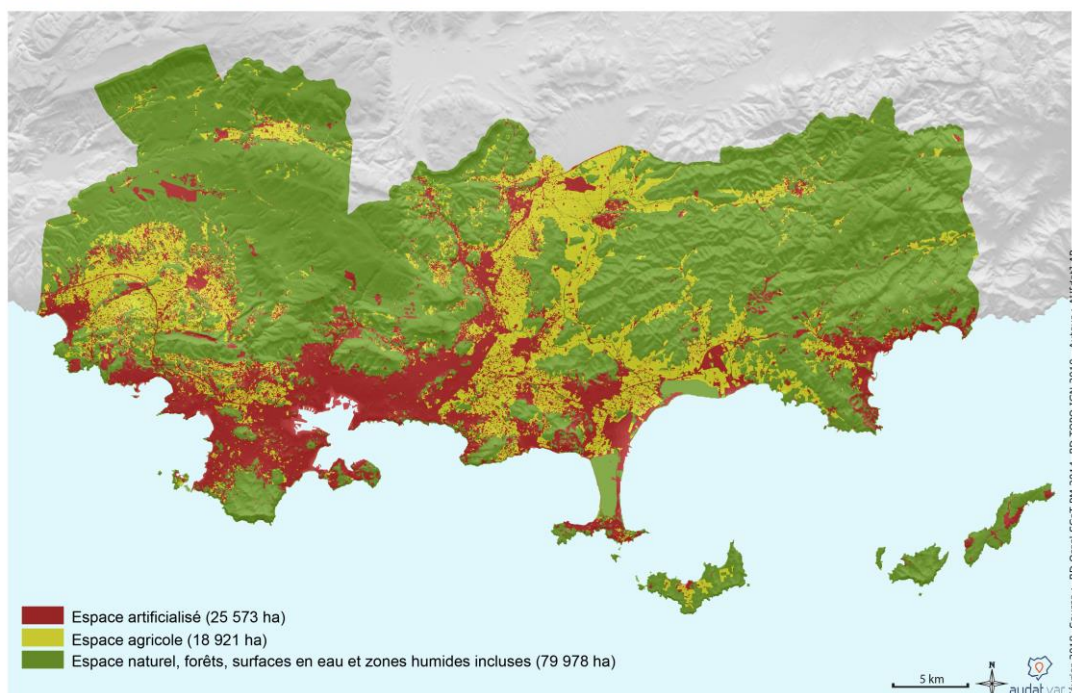 Espace artificialisé (25 573 ha)
Espace agricole (18 921 ha)
Espace naturel, forêts, surfaces en eau et zones humides incluses (79 978 ha)
5 km
N
audat.var